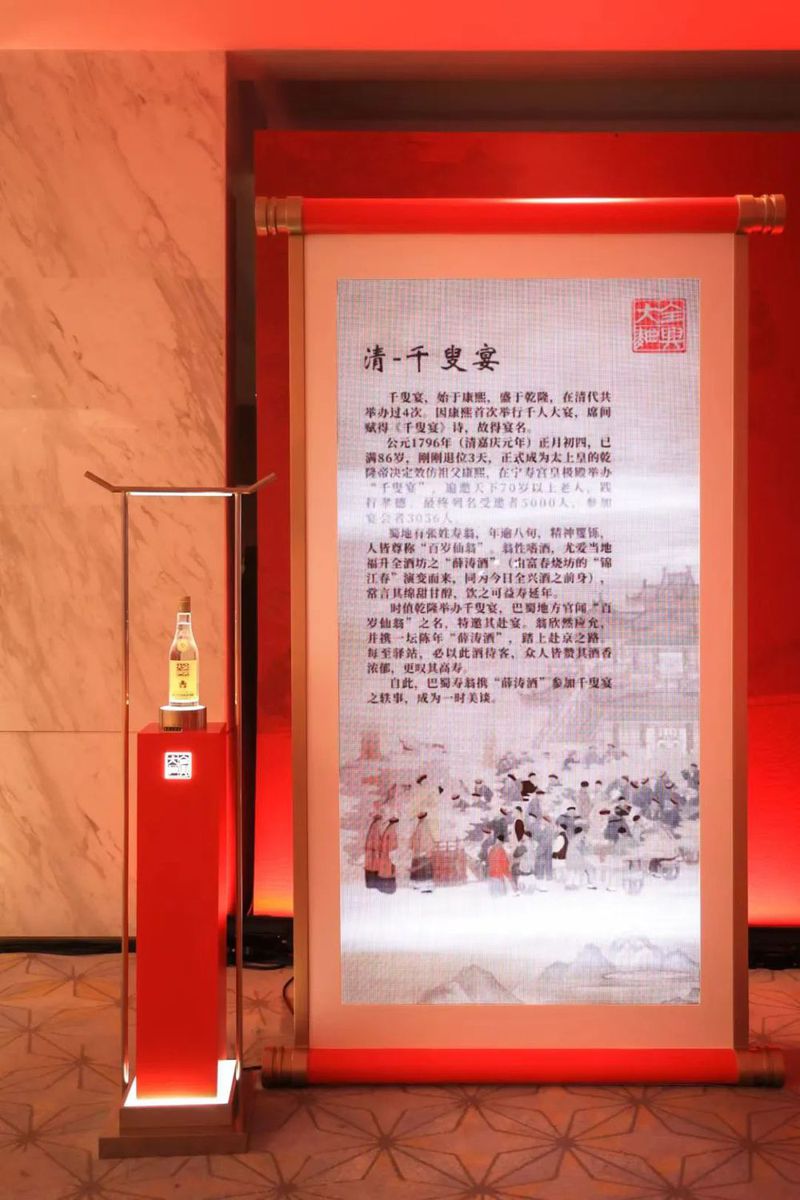 全興
大麯
清-千叟宴
千叟宴，始于康熙，盛于乾隆，在清代共
举办过4次。因康熊首次举行千人大宴，席间
赋得《千叟宴》诗，故得宴名。
公元1796年（清嘉庆元年）正月初四，已
满86岁，刚刚退位3天，正式成为太上皇的乾
隆帝决定效仿祖父康熙，在宁寿宫皇极殿举办
“千叟宴”，遍邀天下70岁以上老人，践
行孝德。最终列名受邀者5000人，参加
宴会者3056人
蜀地有张姓寿翁，年逾八旬，精神矍铄，
人皆尊称“百岁仙翁”。翁性嗜酒，尤爱当地
福升全酒坊之“薛涛酒”（由富春烧坊的“锦
江春”演变而来，同为今日全兴酒之前身），
常言其绵甜甘醇，饮之可益寿延年。
时值乾隆举办千叟宴，巴蜀地方官闻“百
岁仙翁”之名，特邀其赴宴。翁欣然应允，
并携一坛陈年“薛涛酒”，踏上赴京之路。
每至驿站，必以此酒待客，众人皆赞其酒香
浓郁，更叹其高寿。
自此，巴蜀寿翁携“薛涛酒”参加千叟宴
之轶事，成为一时美谈。